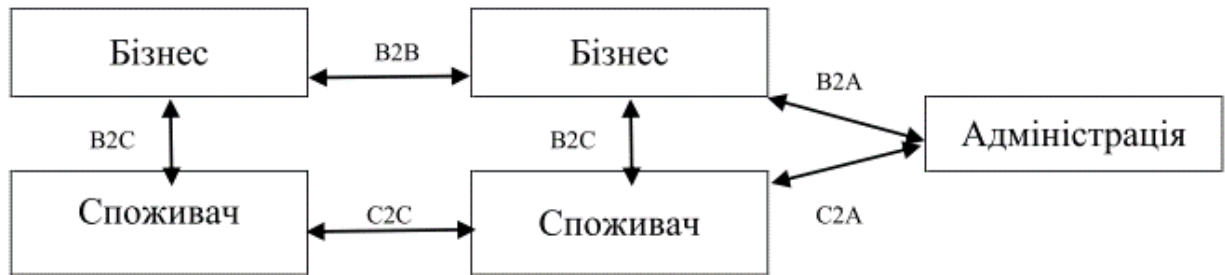 Бізнес
B2B
Бізнес
B2A
B2C
B2C
Адміністрація
Споживач
C2C
Споживач
C2A